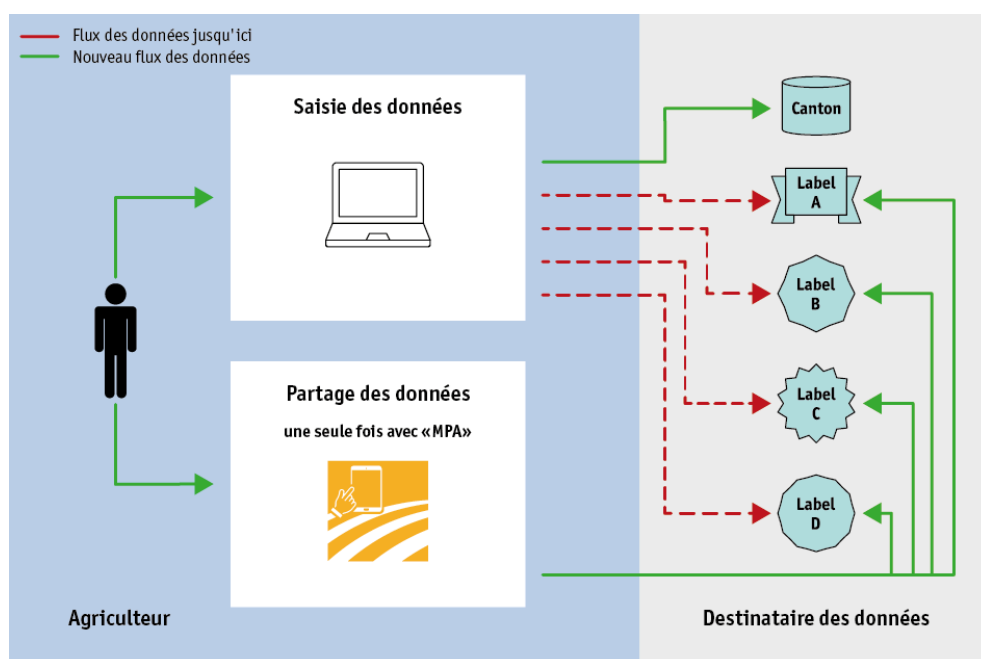 Flux des données jusqu'ici
Nouveau flux des données
Saisie des données
Canton
Label
A
Label
B
Partage des données
une seule fois avec «MPA»
Label
C
Label
D
Agriculteur
Destinataire des données